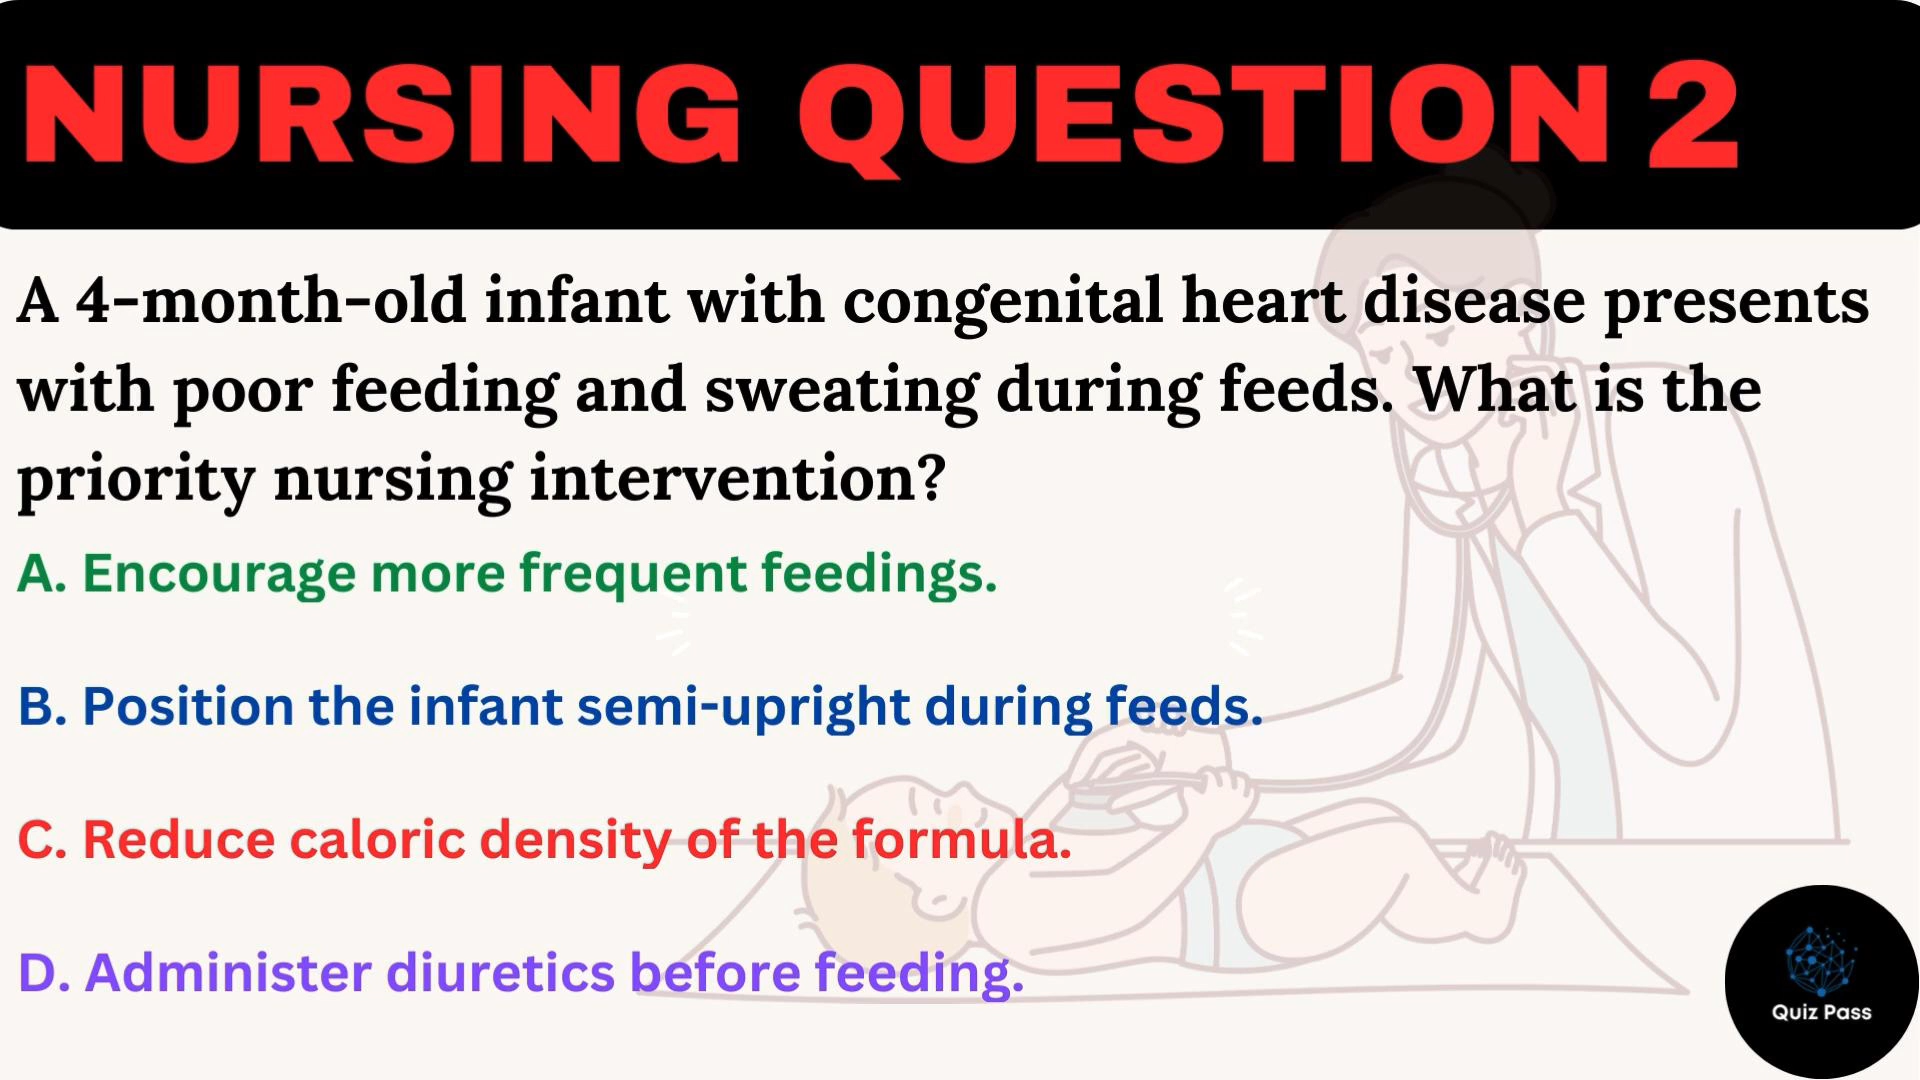 NURSING QUESTION 2
A 4-month-old infant with congenital heart disease presents
with poor feeding and sweating during feeds. What is the
priority nursing intervention?
A. Encourage more frequent feedings.
B. Position the infant semi-upright during feeds.
C. Reduce caloric density of the formula.
D. Administer diuretics before feeding.
Quiz Pass